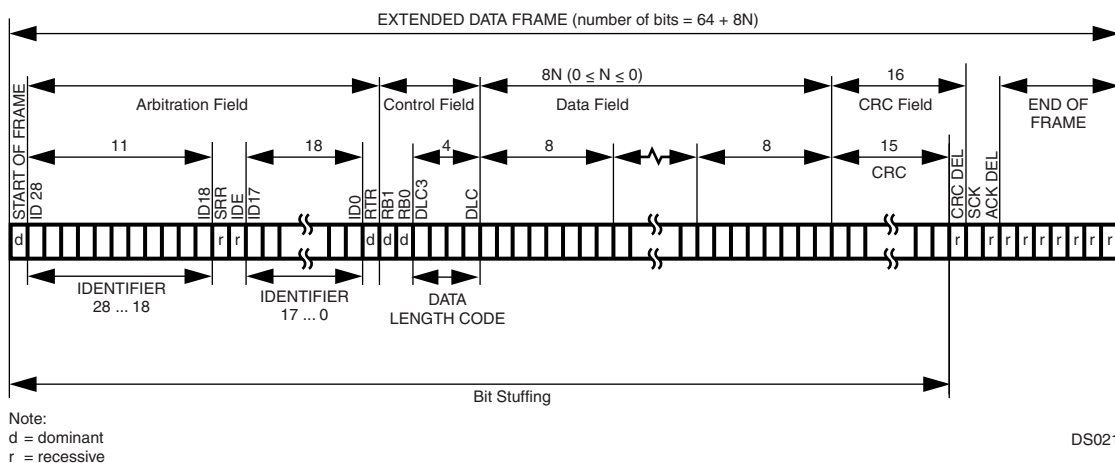 EXTENDED DATA FRAME (number of bits = 64 + 8N)
8N (0 ≤ N ≤ 0)
16
START OF FRAME
Arbitration Field
Control Field
Data Field
CRC Field
END OF
FRAME
11
18
4
8
8
15
CRC
ID 28
ID18
SRR
IDE
ID17
ID0
RTR
RB1
RB0
DLC3
DLC
CRC DEL
SCK
ACK DEL
d r r d d d r r r r r r r r r
IDENTIFIER
28 ... 18
IDENTIFIER
17 ... 0
DATA
LENGTH CODE
Bit Stuffing
Note:
d = dominant
r = recessive
DS021